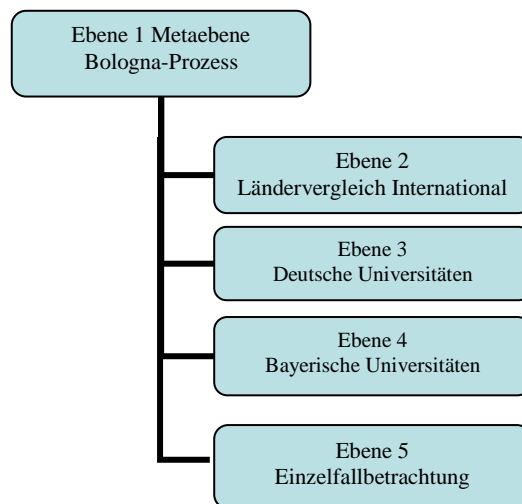 Ebene 1 Metaebene
Bologna-Prozess
Ebene 2
Ländervergleich International
Ebene 3
Deutsche Universitäten
Ebene 4
Bayerische Universitäten
Ebene 5
Einzelfallbetrachtung